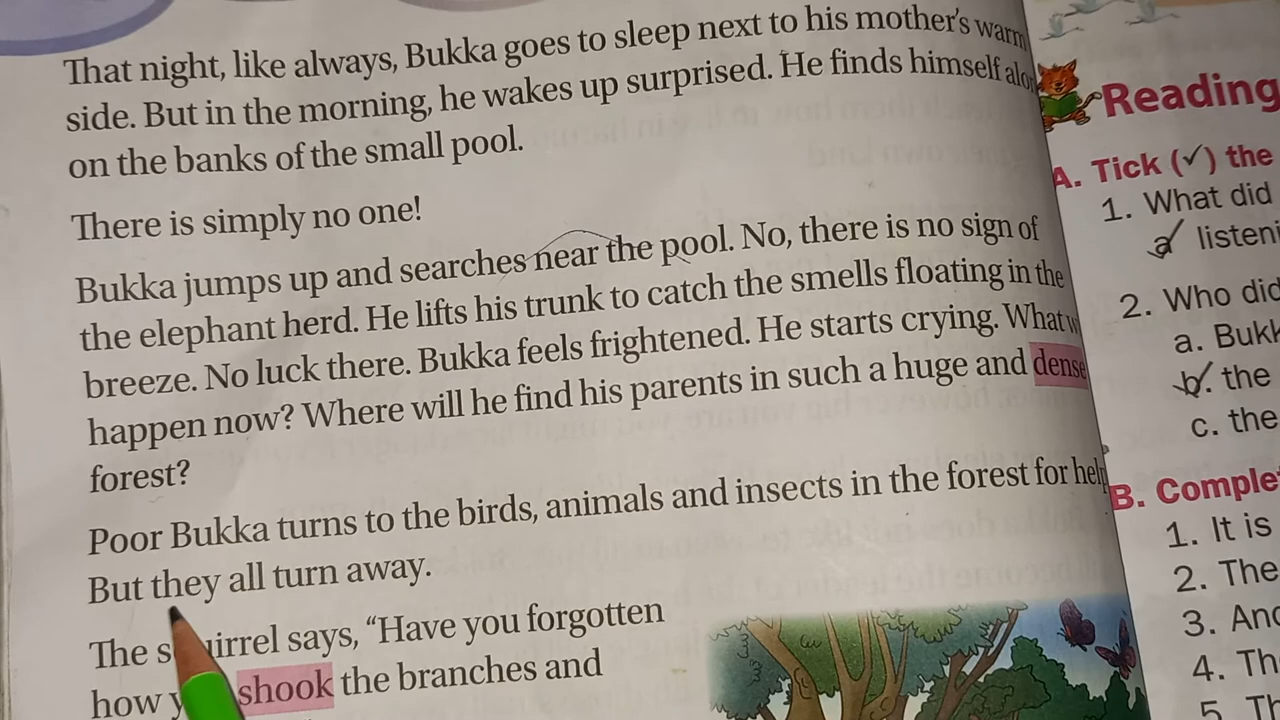 That night, like always, Bukka goes to sleep next to his mother's warm
side. But in the morning, he wakes up surprised. He finds himself
on the banks of the small pool.
There is simply no one!
Bukka jumps up and searches near the pool. No, there is no sign of
the elephant herd. He lifts his trunk to catch the smells floating in the
breeze. No luck there. Bukka feels frightened. He starts crying. What
happen now? Where will he find his parents in such a huge and dense
forest?
Poor Bukka turns to the birds, animals and insects in the forest for help
But they all turn away.
The squirrel says, “Have you forgotten
how shook the branches and
Reading
A. Tick (✓) the
1. What did
a
2. Who did
a.
b. the
c. the
B.
1. It is
2. The
3.
4.
5.